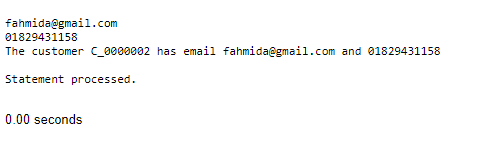 fahmida@gmail.com
01829431158
The customer C_0000002 has email fahmida@gmail.com and 01829431158
Statement processed.
0.00 seconds